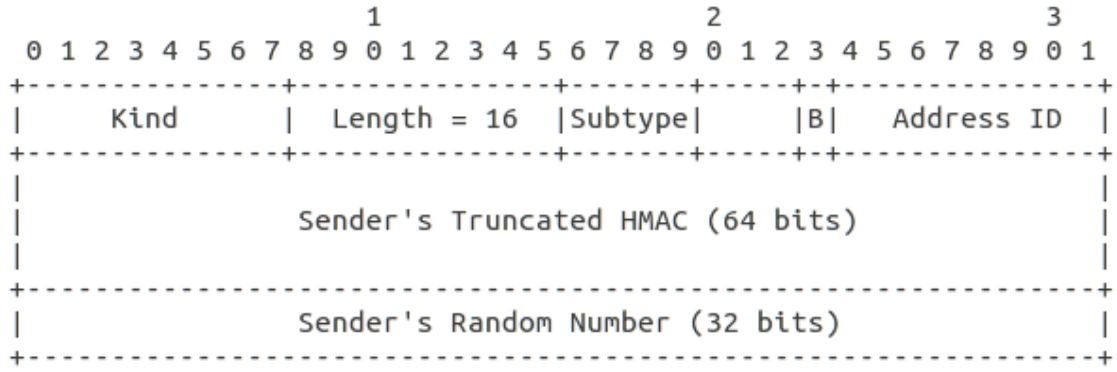 1                   2                   3
 0 1 2 3 4 5 6 7 8 9 0 1 2 3 4 5 6 7 8 9 0 1 2 3 4 5 6 7 8 9 0 1
+---------------+---------------+-------+-----+-+---------------+
|     Kind      |  Length = 16  |Subtype|     |B|   Address ID  |
+---------------+---------------+-------+-----+-+---------------+
|                                                               |
|                Sender's Truncated HMAC (64 bits)              |
|                                                               |
+---------------------------------------------------------------+
|                Sender's Random Number (32 bits)               |
+---------------------------------------------------------------+